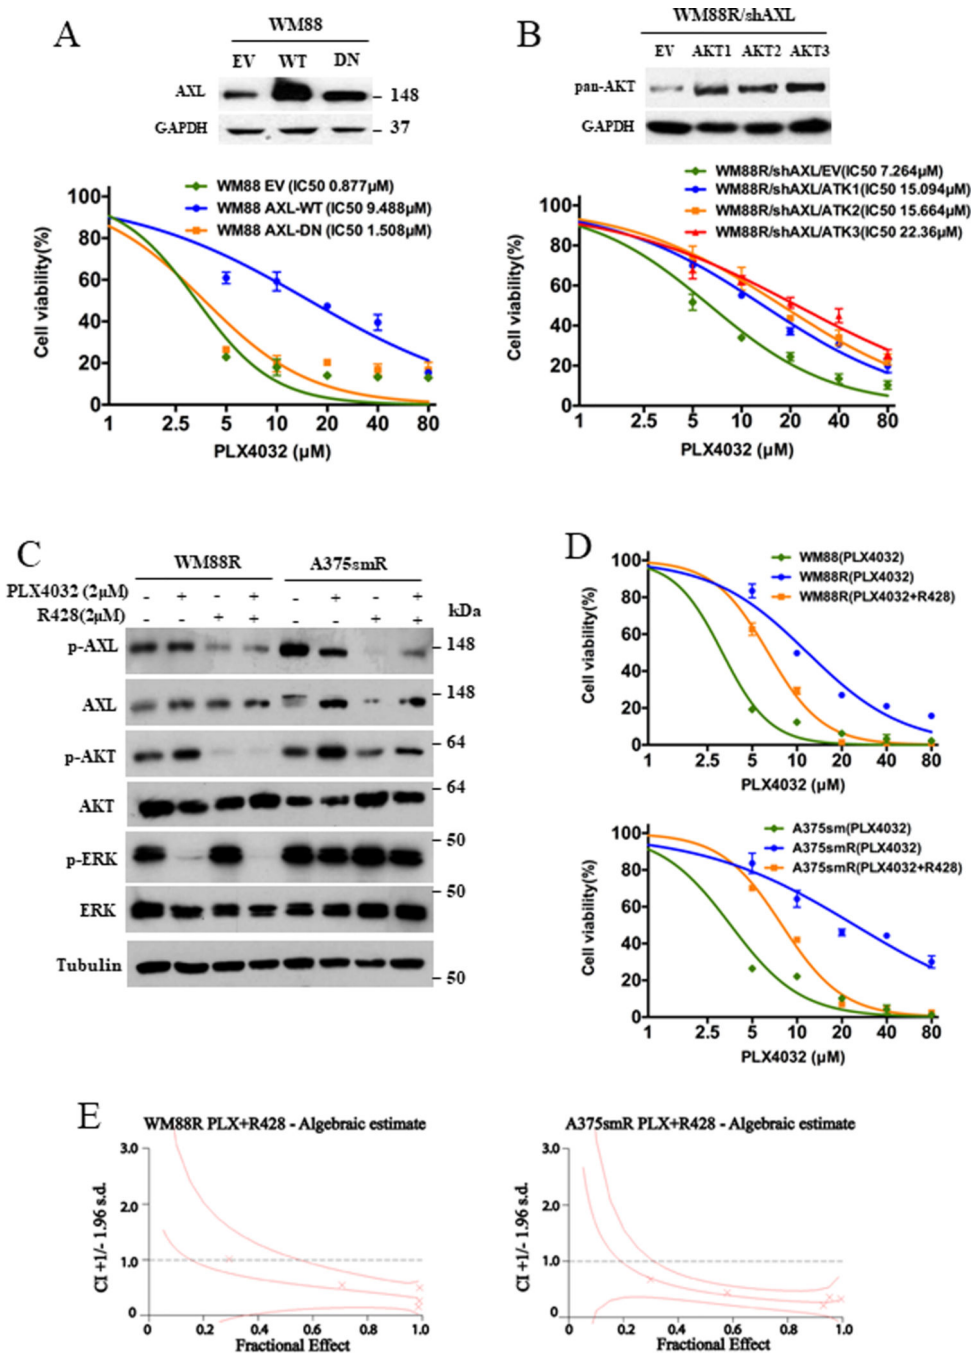 A
WM88
EV WT DN
AXL
148
GAPDH
37
WM88 EV (IC50 0.877μM)
WM88 AXL-WT (IC50 9.488μM)
WM88 AXL-DN (IC50 1.508μM)
Cell viability(%)
100
80
60
40
20
0
1 2.5 5 10 20 40 80
PLX4032 (μM)
B
WM88R/shAXL
EV AKT1 AKT2 AKT3
pan-AKT
GAPDH
WM88R/shAXL/EV(IC50 7.264μM)
WM88R/shAXL/ATK1(IC50 15.094μM)
WM88R/shAXL/ATK2(IC50 15.664μM)
WM88R/shAXL/ATK3(IC50 22.36μM)
Cell viability(%)
100
80
60
40
20
0
1 2.5 5 10 20 40 80
PLX4032 (μM)
C
WM88R A375smR
PLX4032 (2μM) - + - + - + - +
R428(2μM) - - + + - - + +
kDa
p-AXL
148
AXL
148
p-AKT
64
AKT
64
p-ERK
50
ERK
50
Tubulin
50
D
WM88(PLX4032)
WM88R(PLX4032)
WM88R(PLX4032+R428)
Cell viability(%)
100
80
60
40
20
0
1 2.5 5 10 20 40 80
PLX4032 (μM)
A375sm(PLX4032)
A375smR(PLX4032)
A375smR(PLX4032+R428)
Cell viability(%)
100
80
60
40
20
0
1 2.5 5 10 20 40 80
PLX4032 (μM)
E
WM88R PLX+R428 - Algebraic estimate
CI +1/- 1.96 s.d.
3.0
2.0
1.0
0
0 0.2 0.4 0.6 0.8 1.0
Fractional Effect
A375smR PLX+R428 - Algebraic estimate
CI +1/- 1.96 s.d.
3.0
2.0
1.0
0
0 0.2 0.4 0.6 0.8 1.0
Fractional Effect